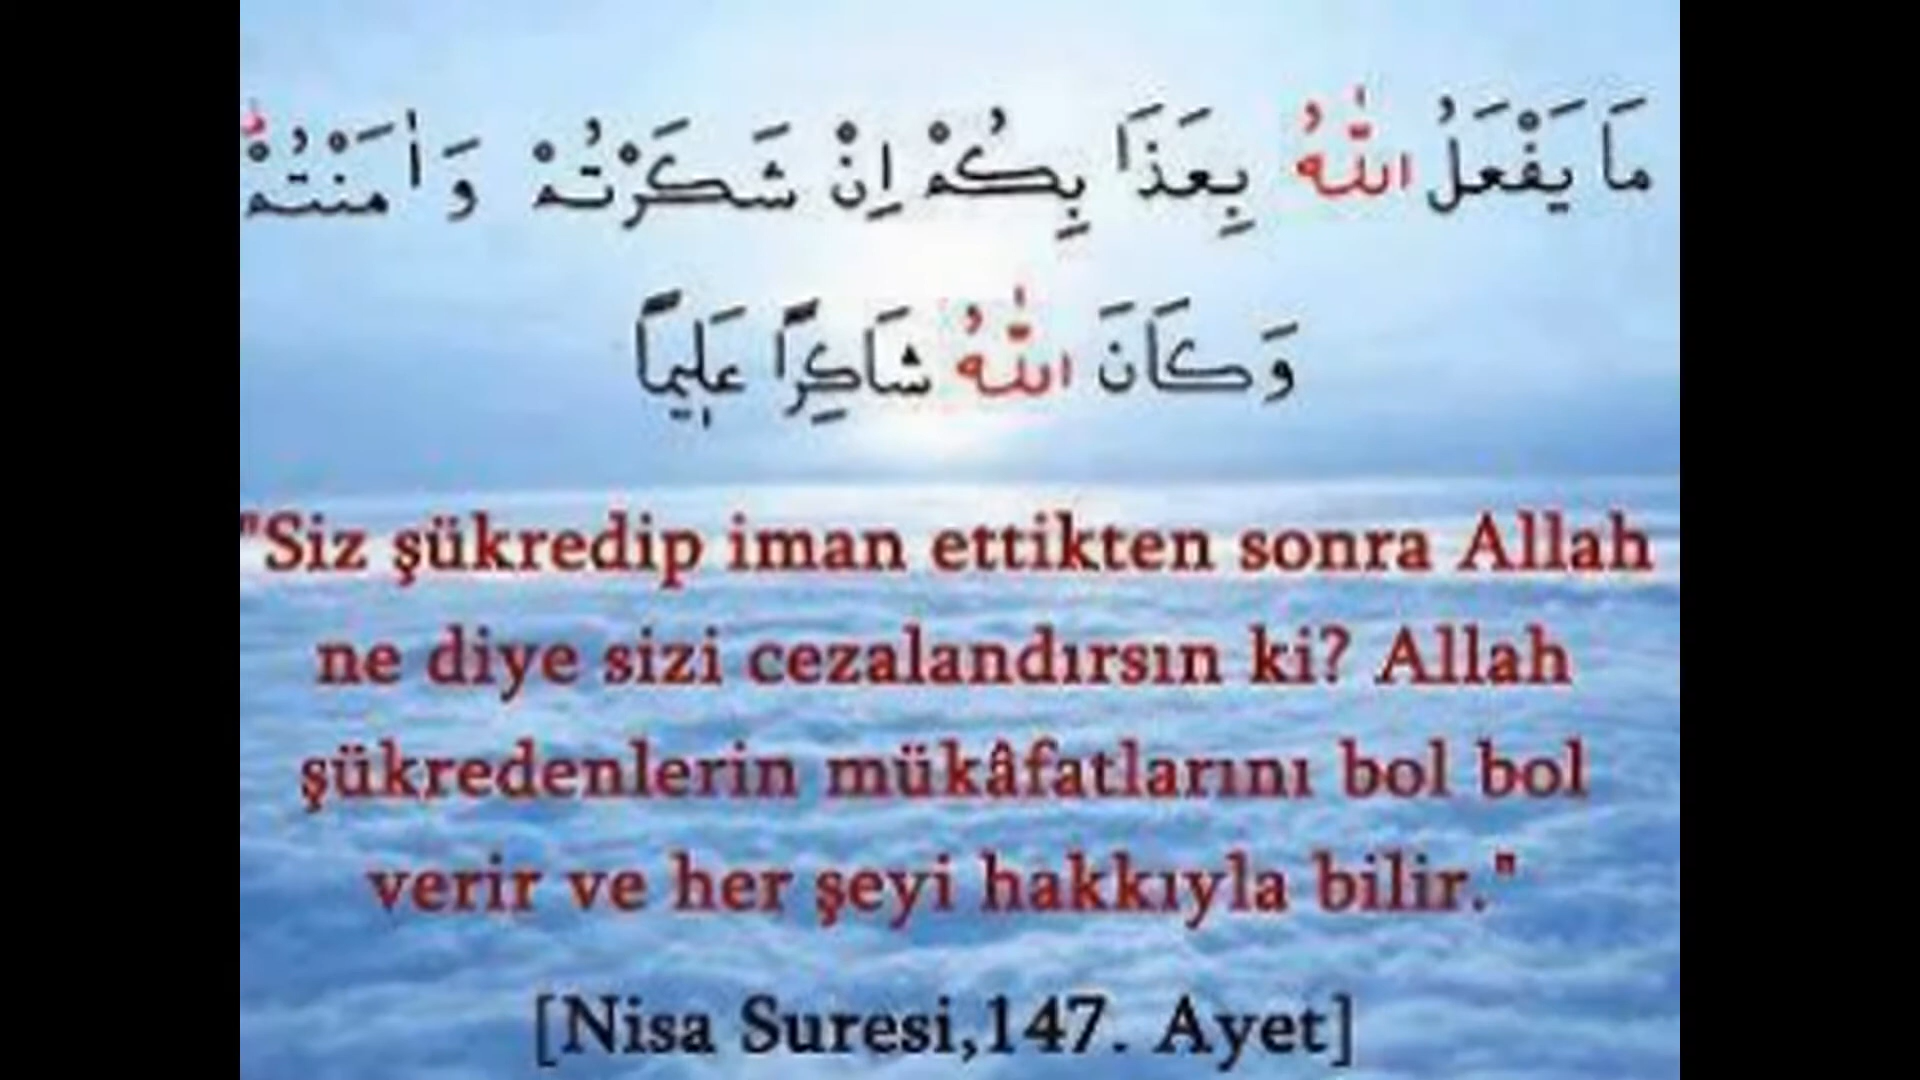 مَا يَفْعَلُ اللّٰهُ بِعَذَا بِكُمْ اِنْ شَكَرْتُمْ وَاٰمَنْتُمْۜ
وَكَانَ اللّٰهُ شَاكِرًا عَلٖيمًا
"Siz şükredip iman ettikten sonra Allah
ne diye sizi cezalandırsın ki? Allah
şükredenlerin mükâfatlarını bol bol
verir ve her şeyi hakkıyla bilir."
[Nisa Suresi,147. Ayet]